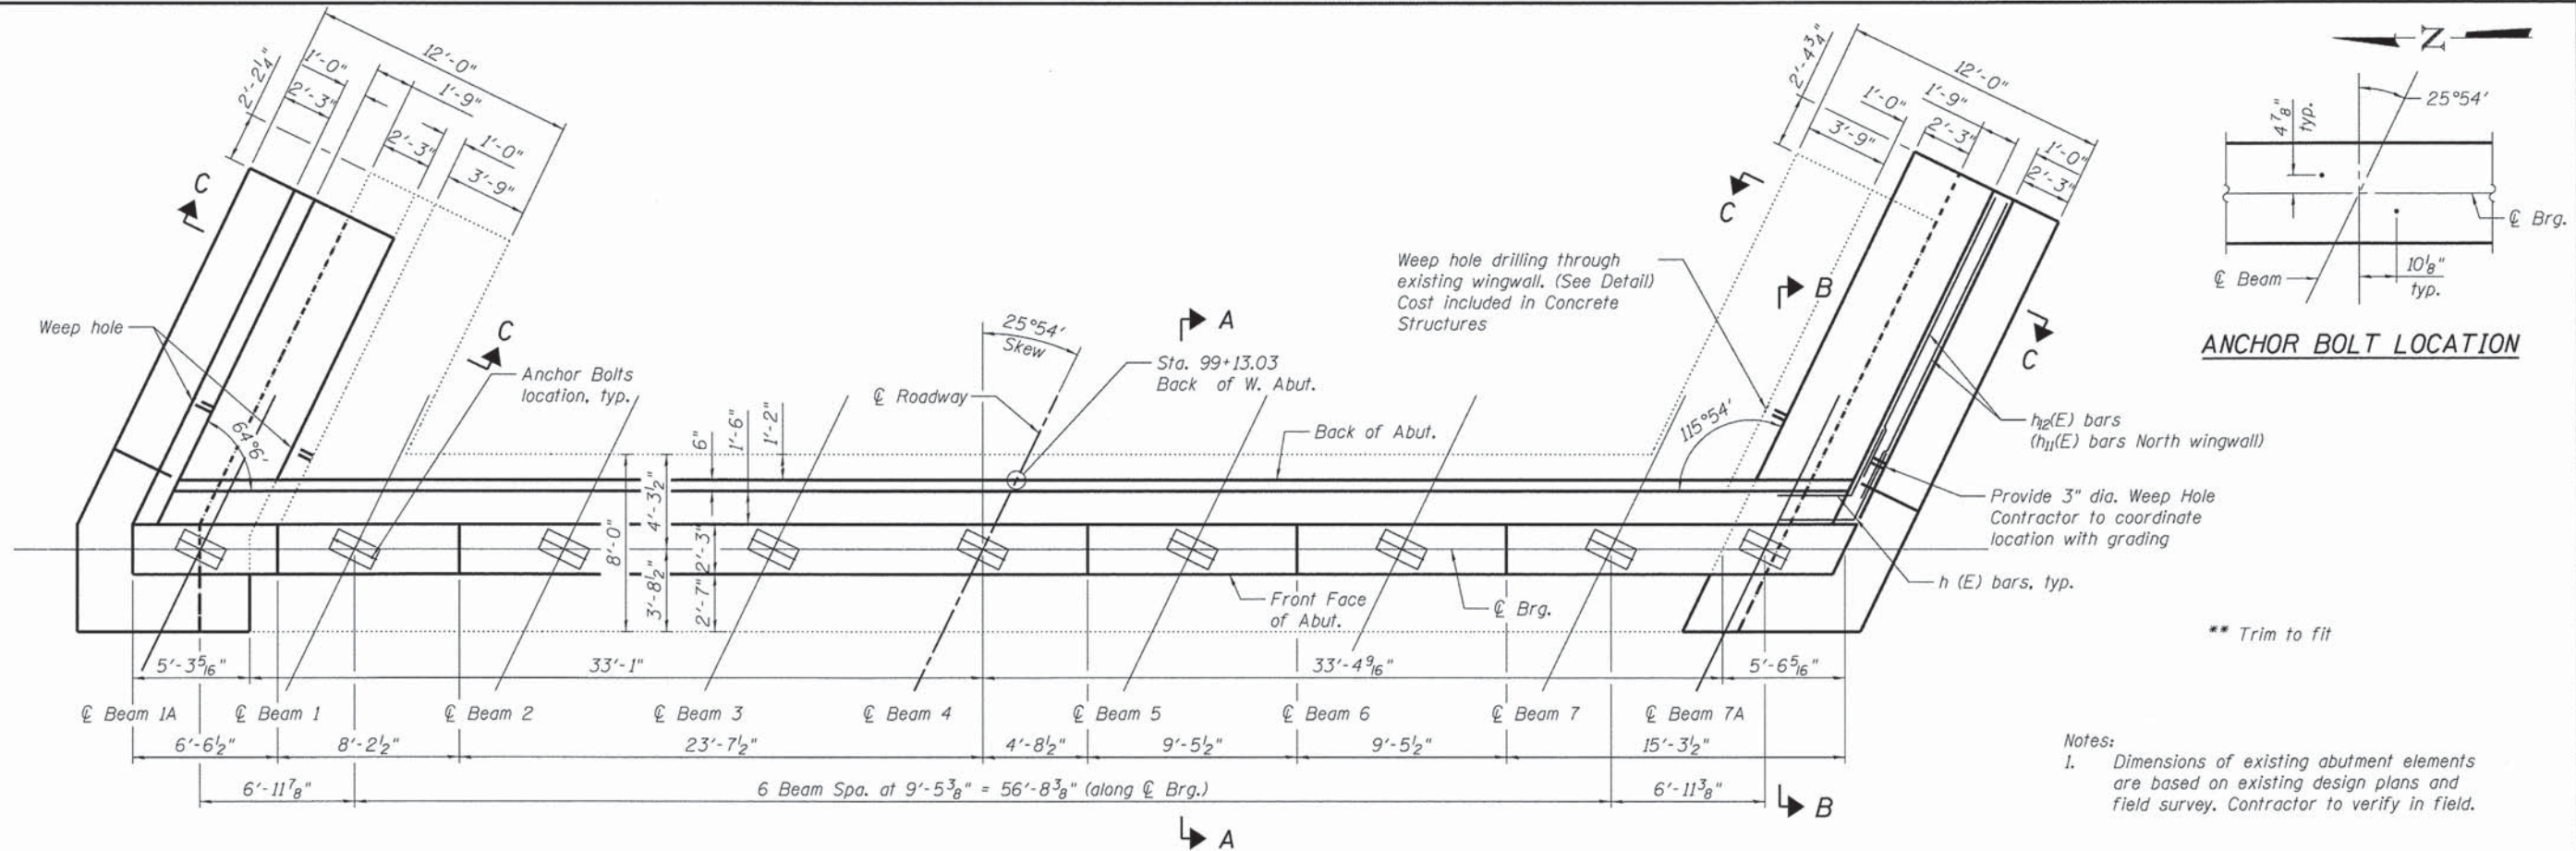 2'-2¼"
1'-0"
2'-3"
12'-0"
1'-9"
2'-3"
1'-0"
3'-9"
C
Weep hole
64°6'
C
Anchor Bolts
location, typ.
6"
1'-6"
1'-2"
℄ Roadway
25°54'
Skew
A
Sta. 99+13.03
Back of W. Abut.
Back of Abut.
Weep hole drilling through
existing wingwall. (See Detail)
Cost included in Concrete
Structures
115°54'
2'-4¾"
12'-0"
1'-0"
3'-9"
1'-9"
2'-3"
1'-0"
2'-3"
C
B
C
h12(E) bars
(h11(E) bars North wingwall)
Provide 3" dia. Weep Hole
Contractor to coordinate
location with grading
h (E) bars, typ.
8'-0"
4'-3½"
3'-8½"
2'-3"
2'-7"
Front Face
of Abut.
℄ Brg.
5'-3 5/16"
33'-1"
33'-4 9/16"
5'-6 5/16"
℄ Beam 1A
℄ Beam 1
℄ Beam 2
℄ Beam 3
℄ Beam 4
℄ Beam 5
℄ Beam 6
℄ Beam 7
℄ Beam 7A
6'-6½"
8'-2½"
23'-7½"
4'-8½"
9'-5½"
9'-5½"
15'-3½"
6'-11⅞"
6 Beam Spa. at 9'-5⅜" = 56'-8⅜" (along ℄ Brg.)
6'-11⅜"
A
B
N
25°54'
4⅞"
typ.
℄ Brg.
℄ Beam
10⅛"
typ.
ANCHOR BOLT LOCATION
** Trim to fit
Notes:
1. Dimensions of existing abutment elements
are based on existing design plans and
field survey. Contractor to verify in field.